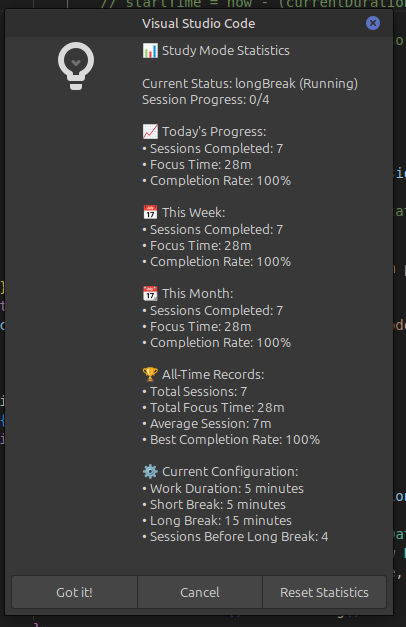 // startTime = now - (currentDuration
Visual Studio Code
📊 Study Mode Statistics
Current Status: longBreak (Running)
Session Progress: 0/4
📈 Today's Progress:
• Sessions Completed: 7
• Focus Time: 28m
• Completion Rate: 100%
📅 This Week:
• Sessions Completed: 7
• Focus Time: 28m
• Completion Rate: 100%
📆 This Month:
• Sessions Completed: 7
• Focus Time: 28m
• Completion Rate: 100%
🏆 All-Time Records:
• Total Sessions: 7
• Total Focus Time: 28m
• Average Session: 7m
• Best Completion Rate: 100%
⚙️ Current Configuration:
• Work Duration: 5 minutes
• Short Break: 5 minutes
• Long Break: 15 minutes
• Sessions Before Long Break: 4
Got it!
Cancel
Reset Statistics